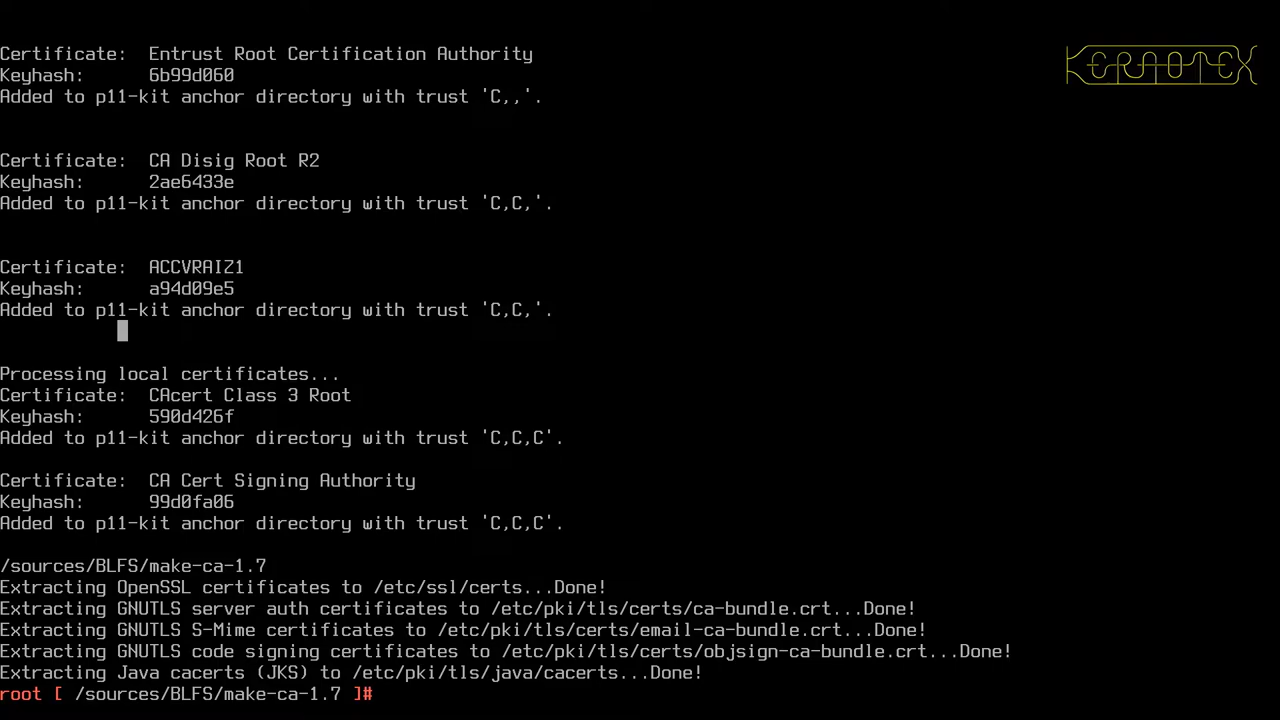 Certificate:  Entrust Root Certification Authority
KERAOTEX
Keyhash:      6b99d060
Added to p11-kit anchor directory with trust 'C,,'.
Certificate:  CA Disig Root R2
Keyhash:      2ae6433e
Added to p11-kit anchor directory with trust 'C,C,'.
Certificate:  ACCVRAIZ1
Keyhash:      a94d09e5
Added to p11-kit anchor directory with trust 'C,C,'.
Processing local certificates...
Certificate:  CAcert Class 3 Root
Keyhash:      590d426f
Added to p11-kit anchor directory with trust 'C,C,C'.
Certificate:  CA Cert Signing Authority
Keyhash:      99d0fa06
Added to p11-kit anchor directory with trust 'C,C,C'.
/sources/BLFS/make-ca-1.7
Extracting OpenSSL certificates to /etc/ssl/certs...Done!
Extracting GNUTLS server auth certificates to /etc/pki/tls/certs/ca-bundle.crt...Done!
Extracting GNUTLS S-Mime certificates to /etc/pki/tls/certs/email-ca-bundle.crt...Done!
Extracting GNUTLS code signing certificates to /etc/pki/tls/certs/objsign-ca-bundle.crt...Done!
Extracting Java cacerts (JKS) to /etc/pki/tls/java/cacerts...Done!
root [ /sources/BLFS/make-ca-1.7 ]#